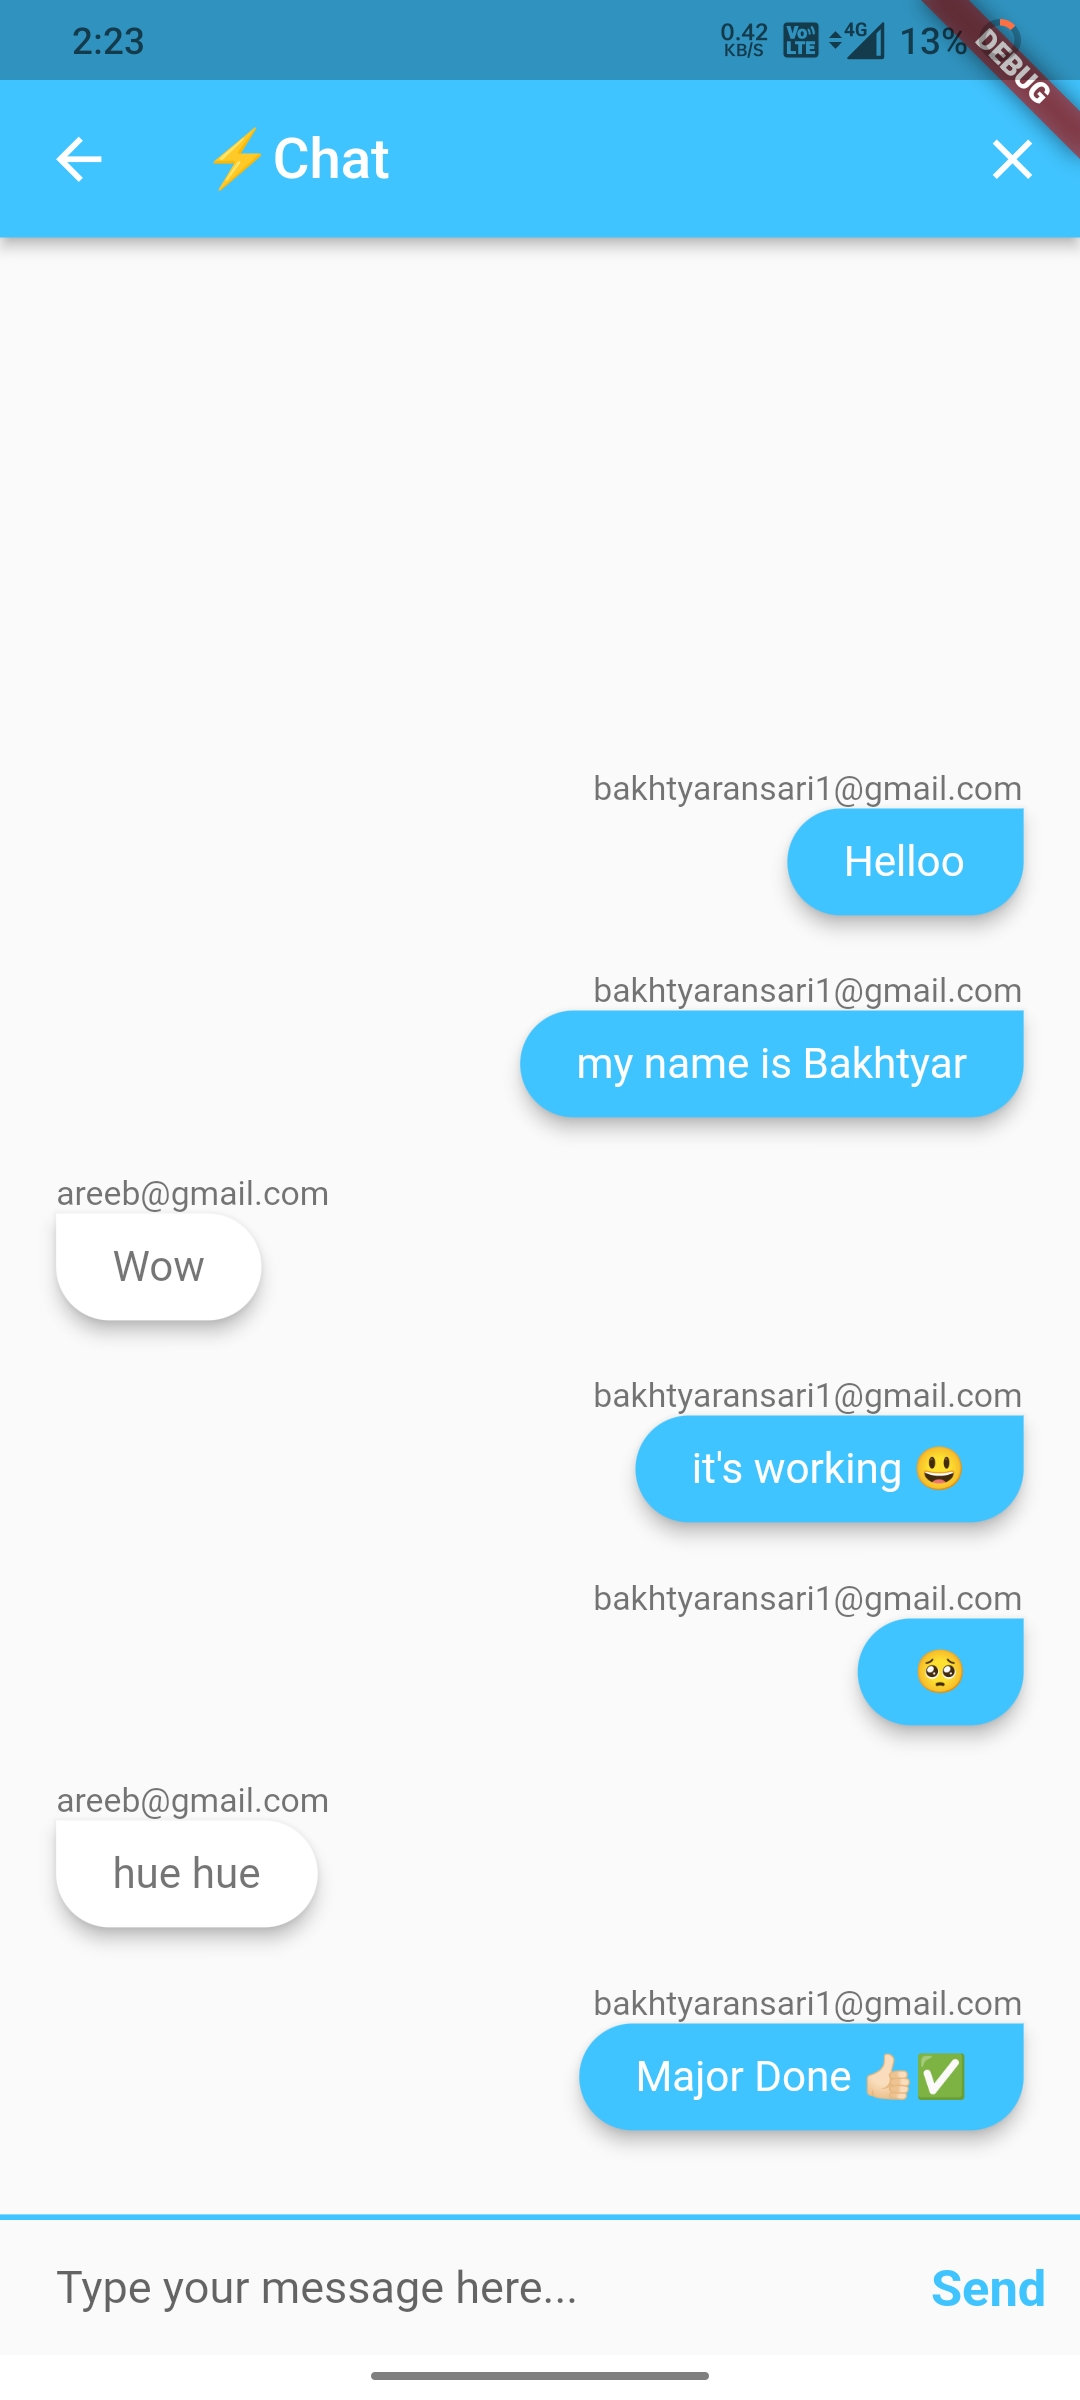 2:23
0.42
KB/S
Vo))
LTE
4G
13%
DEBUG
⚡Chat
bakhtyaransari1@gmail.com
Helloo
bakhtyaransari1@gmail.com
my name is Bakhtyar
areeb@gmail.com
Wow
bakhtyaransari1@gmail.com
it's working 😃
bakhtyaransari1@gmail.com
🥺
areeb@gmail.com
hue hue
bakhtyaransari1@gmail.com
Major Done 👍🏻✅
Type your message here...
Send